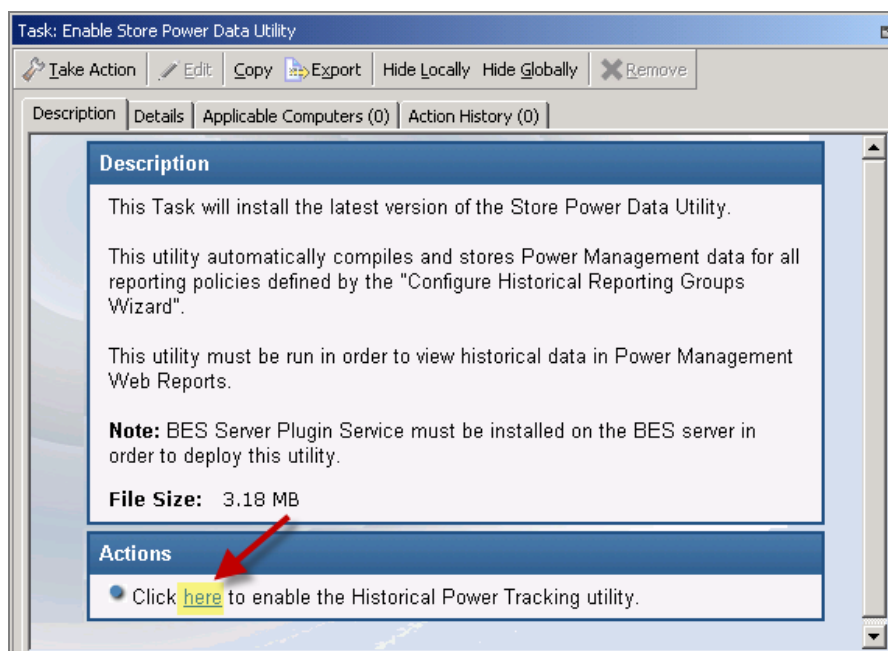 Task: Enable Store Power Data Utility
Take Action Edit Copy Export Hide Locally Hide Globally Remove
Description Details Applicable Computers (0) Action History (0)
Description
This Task will install the latest version of the Store Power Data Utility.
This utility automatically compiles and stores Power Management data for all
reporting policies defined by the "Configure Historical Reporting Groups
Wizard".
This utility must be run in order to view historical data in Power Management
Web Reports.
Note: BES Server Plugin Service must be installed on the BES server in
order to deploy this utility.
File Size: 3.18 MB
Actions
Click here to enable the Historical Power Tracking utility.